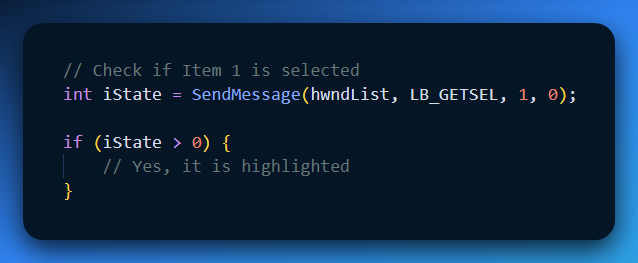 // Check if Item 1 is selected
int iState = SendMessage(hwndList, LB_GETSEL, 1, 0);
if (iState > 0) {
// Yes, it is highlighted
}